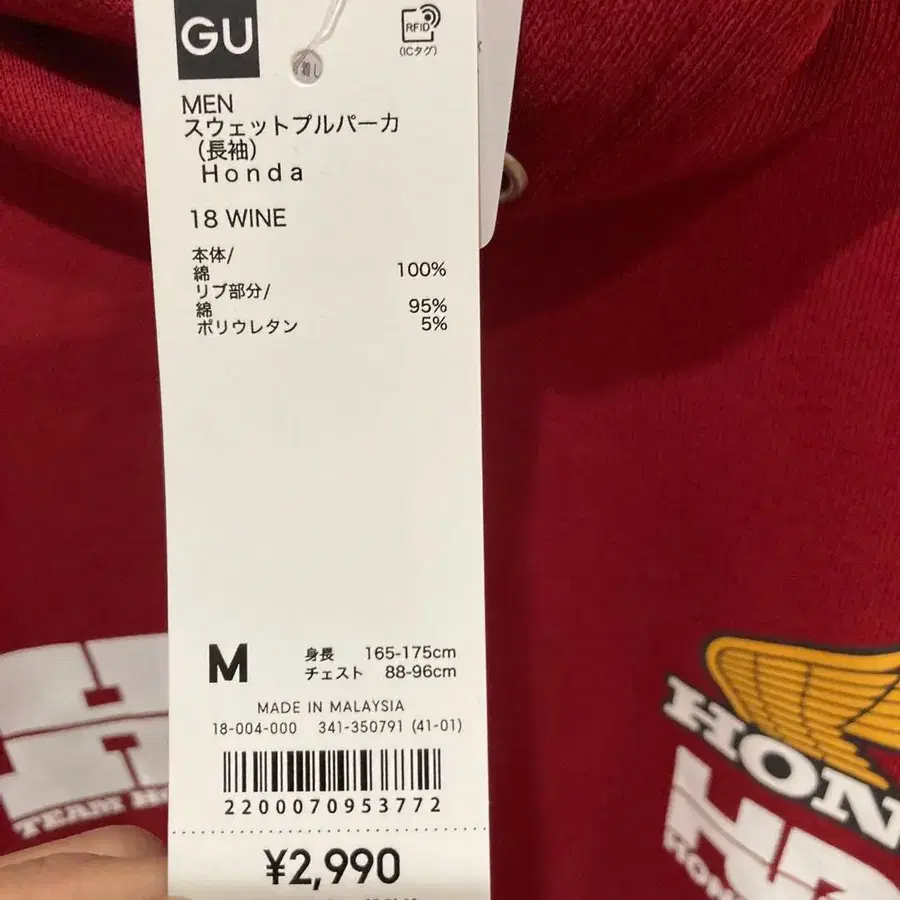 GU
RFID
(ICタグ)
MEN
スウェットプルパーカ
(長袖)
Honda
18 WINE
本体/
綿 100%
リブ部分/
綿 95%
ポリウレタン 5%
M
身長 165-175cm
チェスト 88-96cm
MADE IN MALAYSIA
18-004-000 341-350791 (41-01)
2200070953772
¥2,990
TEAM
HON